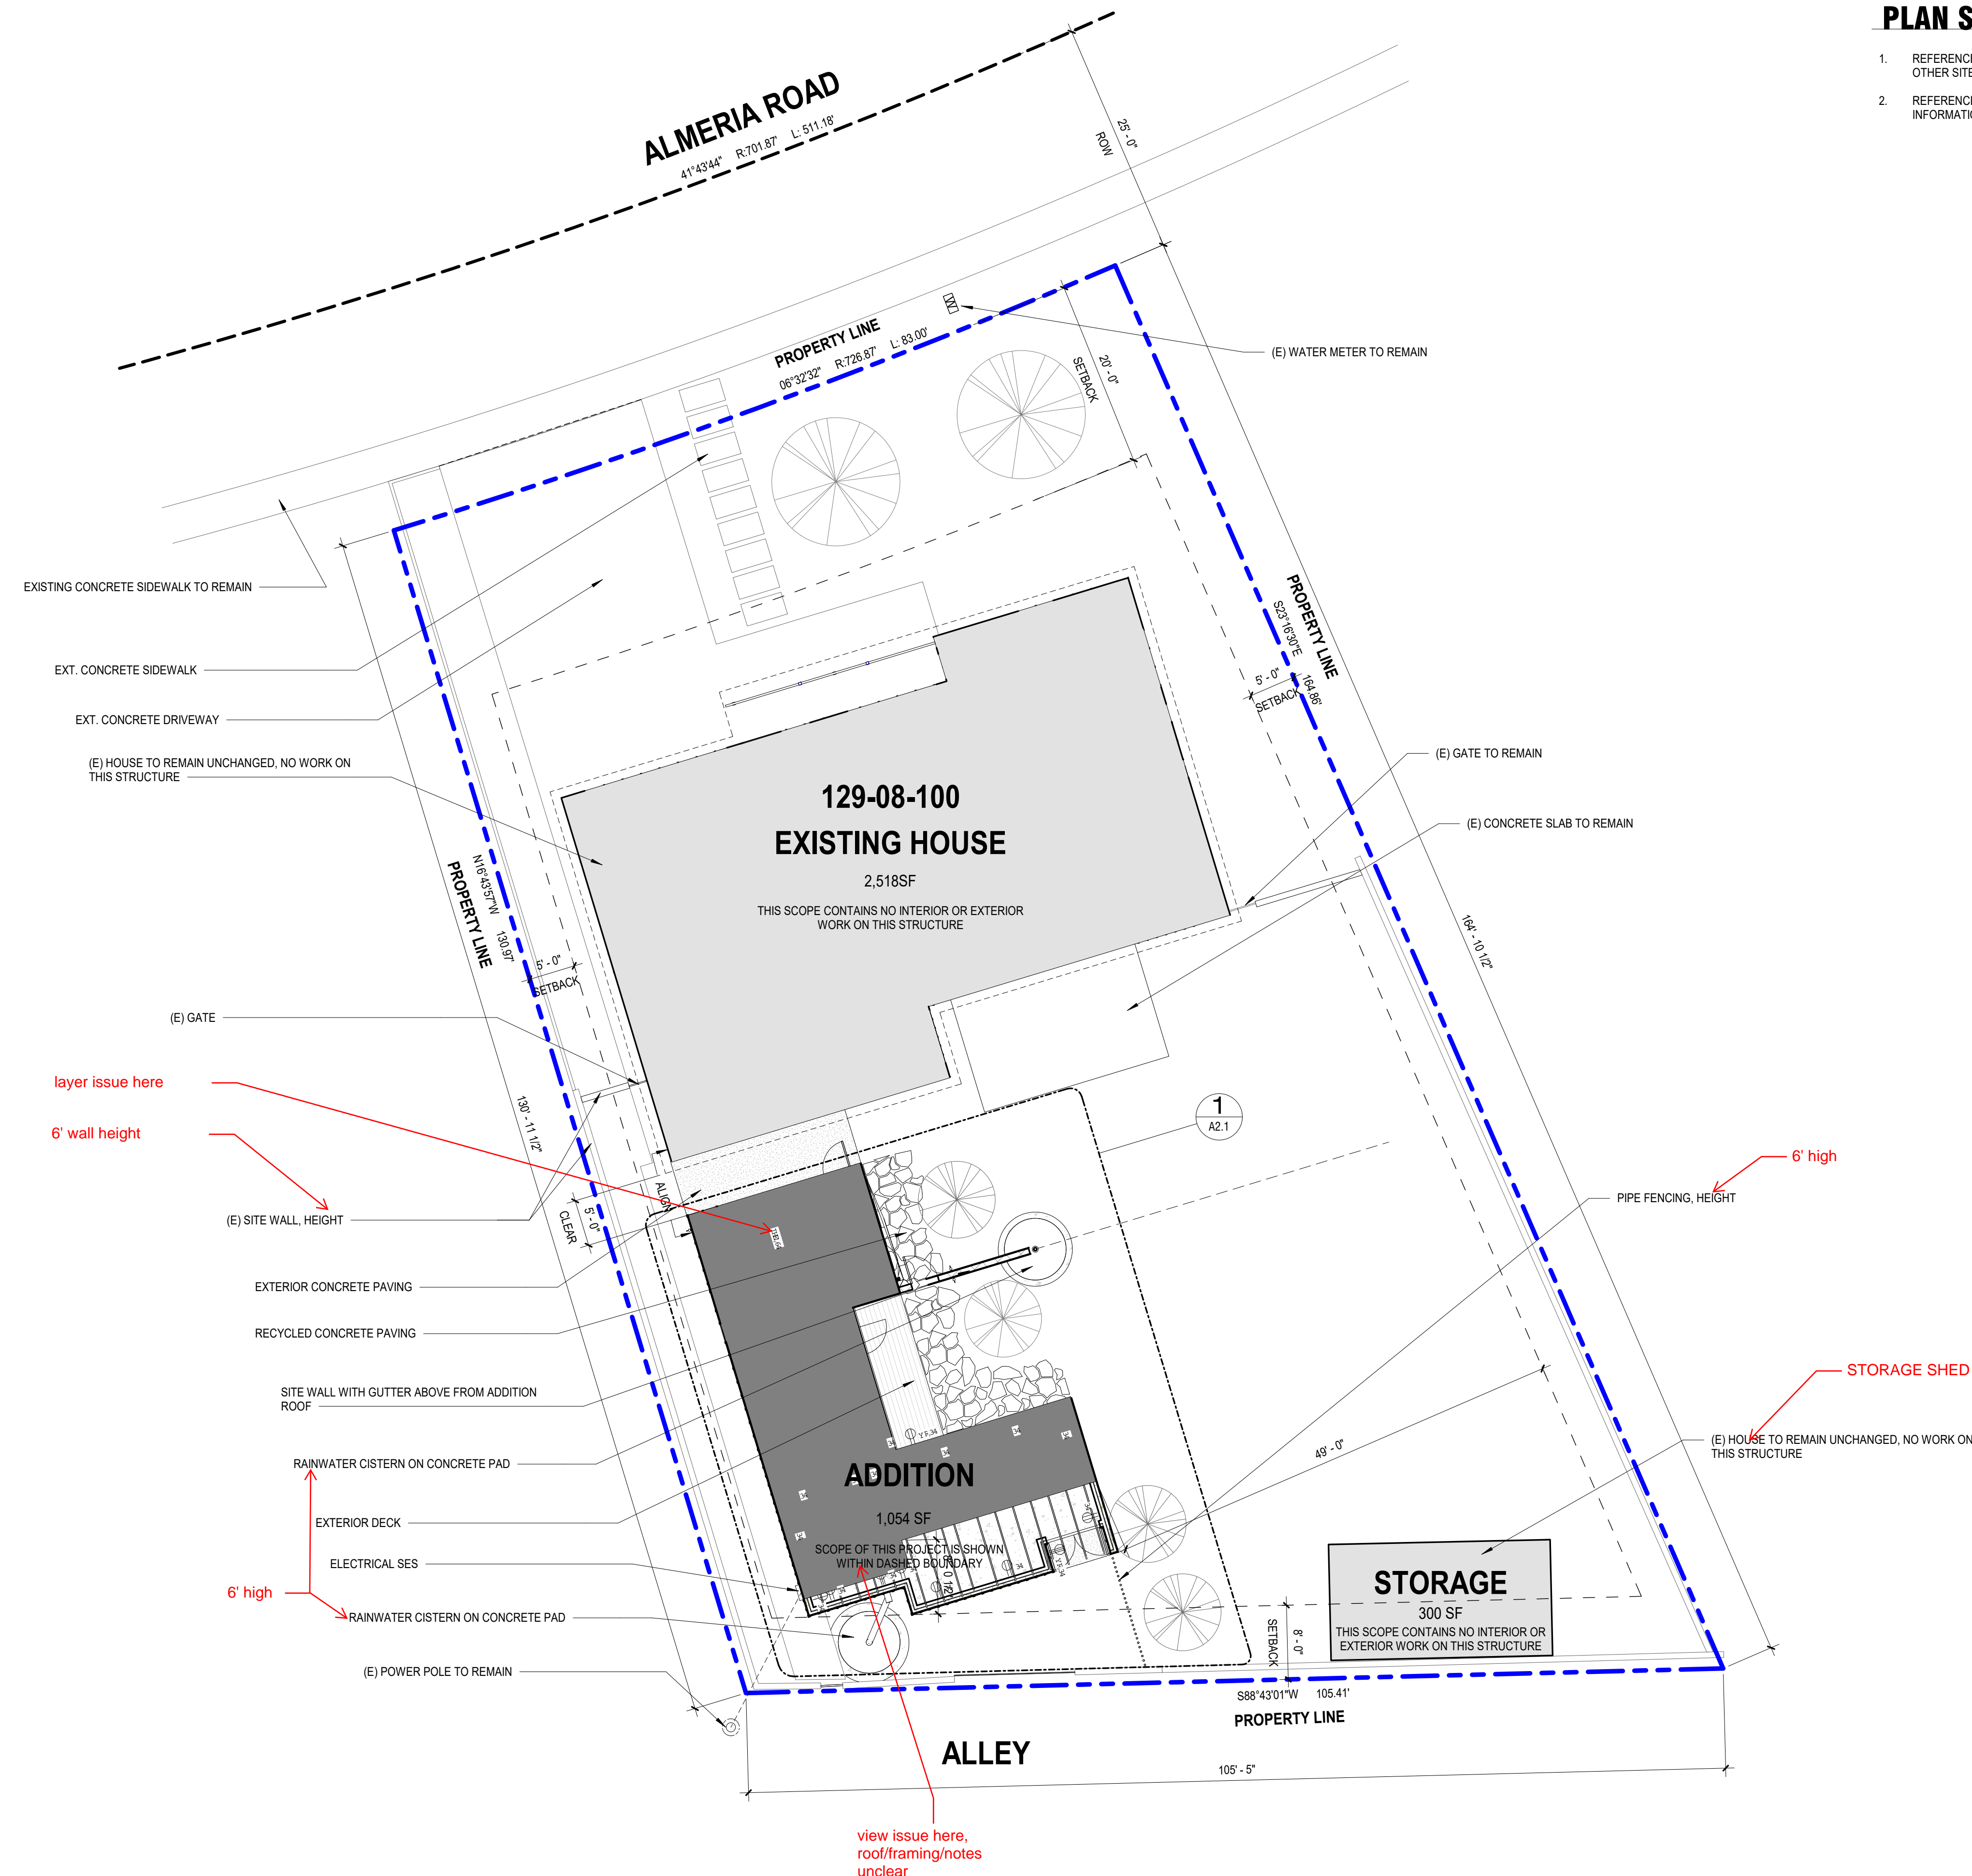 PLAN S
1. REFERENC
OTHER SITE
2. REFERENC
INFORMATI
ALMERIA ROAD
41°43'44" R:701.87' L: 511.18'
25' - 0"
ROW
W
PROPERTY LINE
06°32'32" R:726.87' L: 83.00'
20' - 0"
SETBACK
(E) WATER METER TO REMAIN
EXISTING CONCRETE SIDEWALK TO REMAIN
EXT. CONCRETE SIDEWALK
EXT. CONCRETE DRIVEWAY
(E) HOUSE TO REMAIN UNCHANGED, NO WORK ON
THIS STRUCTURE
PROPERTY LINE
S23°16'30"E
164.86'
5' - 0"
SETBACK
(E) GATE TO REMAIN
(E) CONCRETE SLAB TO REMAIN
129-08-100
EXISTING HOUSE
2,518SF
THIS SCOPE CONTAINS NO INTERIOR OR EXTERIOR
WORK ON THIS STRUCTURE
N16°43'57"W 130.97'
PROPERTY LINE
5' - 0"
SETBACK
164' - 10 1/2"
(E) GATE
layer issue here
6' wall height
130' - 11 1/2"
1
A2.1
6' high
PIPE FENCING, HEIGHT
(E) SITE WALL, HEIGHT
ALIGN
5' - 0"
CLEAR
EXTERIOR CONCRETE PAVING
RECYCLED CONCRETE PAVING
SITE WALL WITH GUTTER ABOVE FROM ADDITION
ROOF
STORAGE SHED
(E) HOUSE TO REMAIN UNCHANGED, NO WORK ON
THIS STRUCTURE
49' - 0"
RAINWATER CISTERN ON CONCRETE PAD
EXTERIOR DECK
ELECTRICAL SES
6' high
RAINWATER CISTERN ON CONCRETE PAD
(E) POWER POLE TO REMAIN
ADDITION
1,054 SF
SCOPE OF THIS PROJECT IS SHOWN
WITHIN DASHED BOUNDARY
STORAGE
300 SF
THIS SCOPE CONTAINS NO INTERIOR OR
EXTERIOR WORK ON THIS STRUCTURE
8' - 0"
SETBACK
S88°43'01"W 105.41'
PROPERTY LINE
ALLEY
105' - 5"
view issue here,
roof/framing/notes
unclear